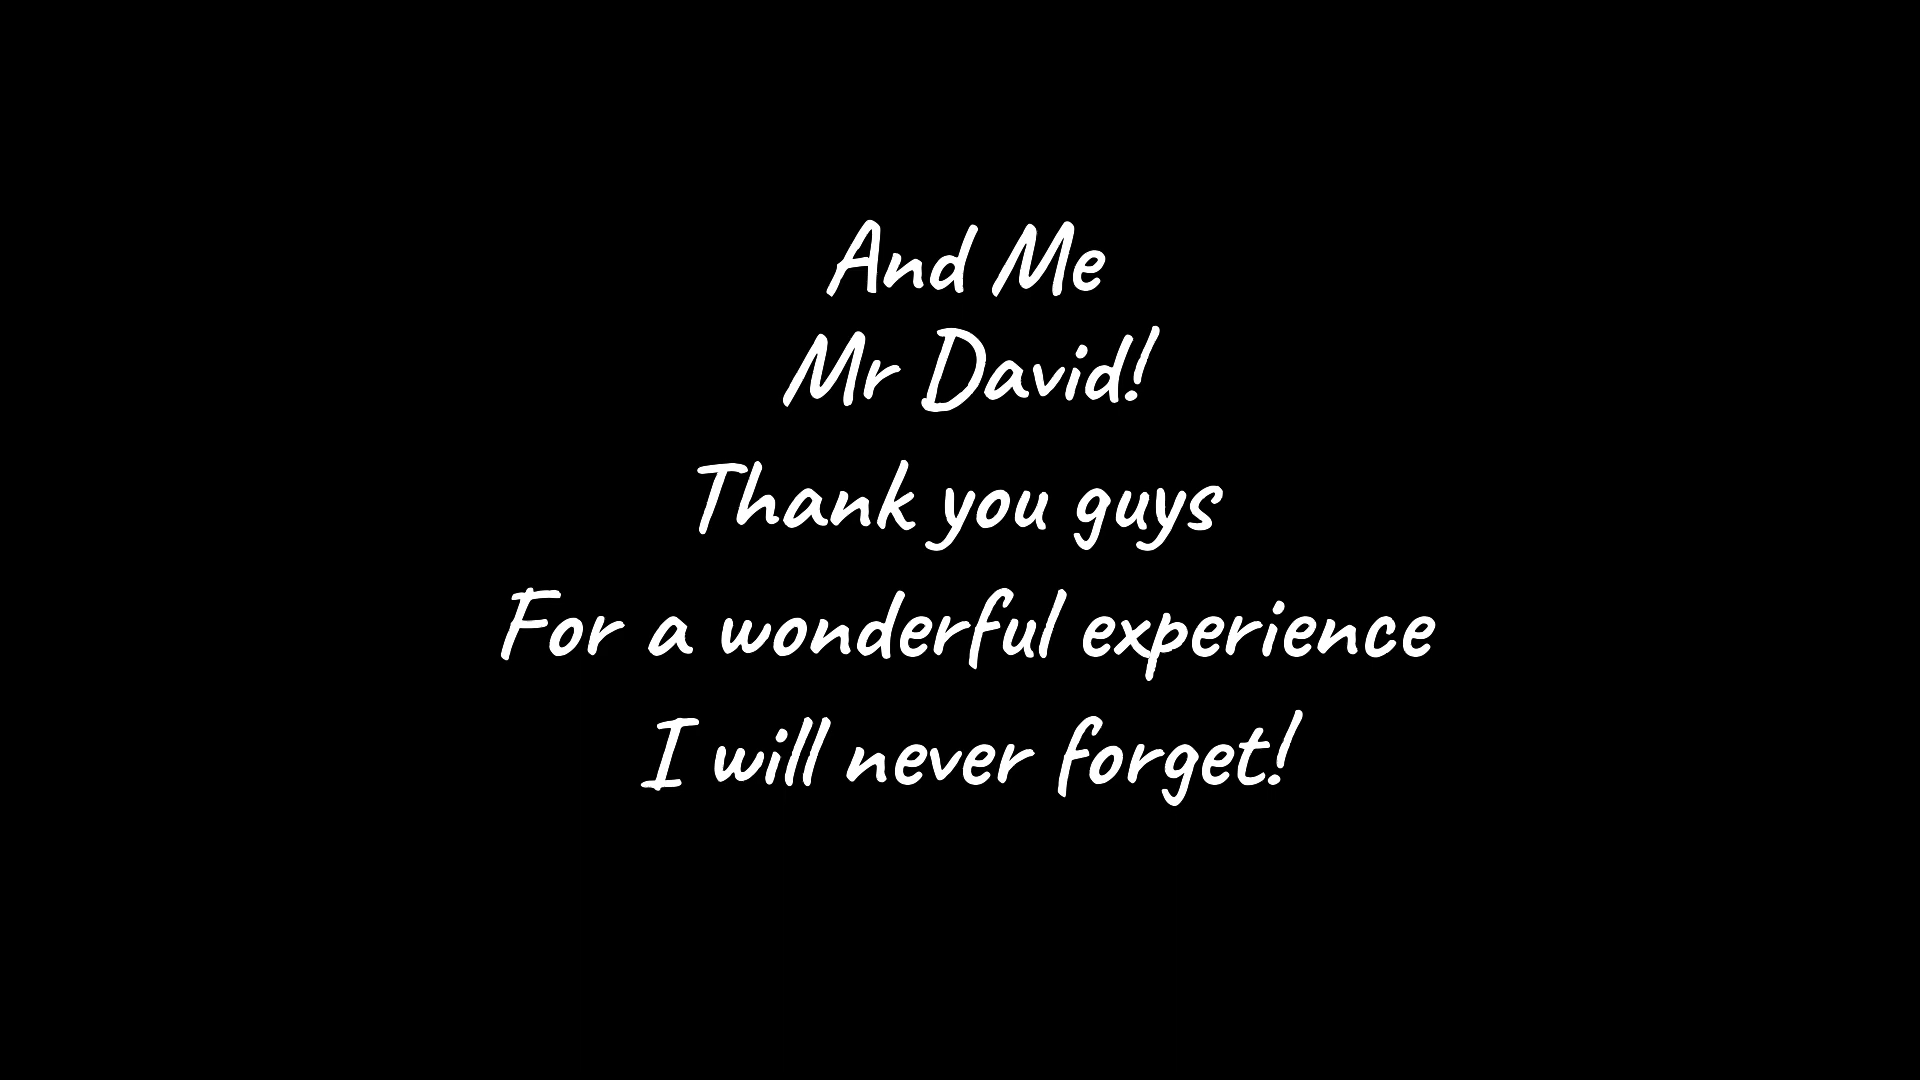 And Me
Mr David!
Thank you guys
For a wonderful experience
I will never forget!